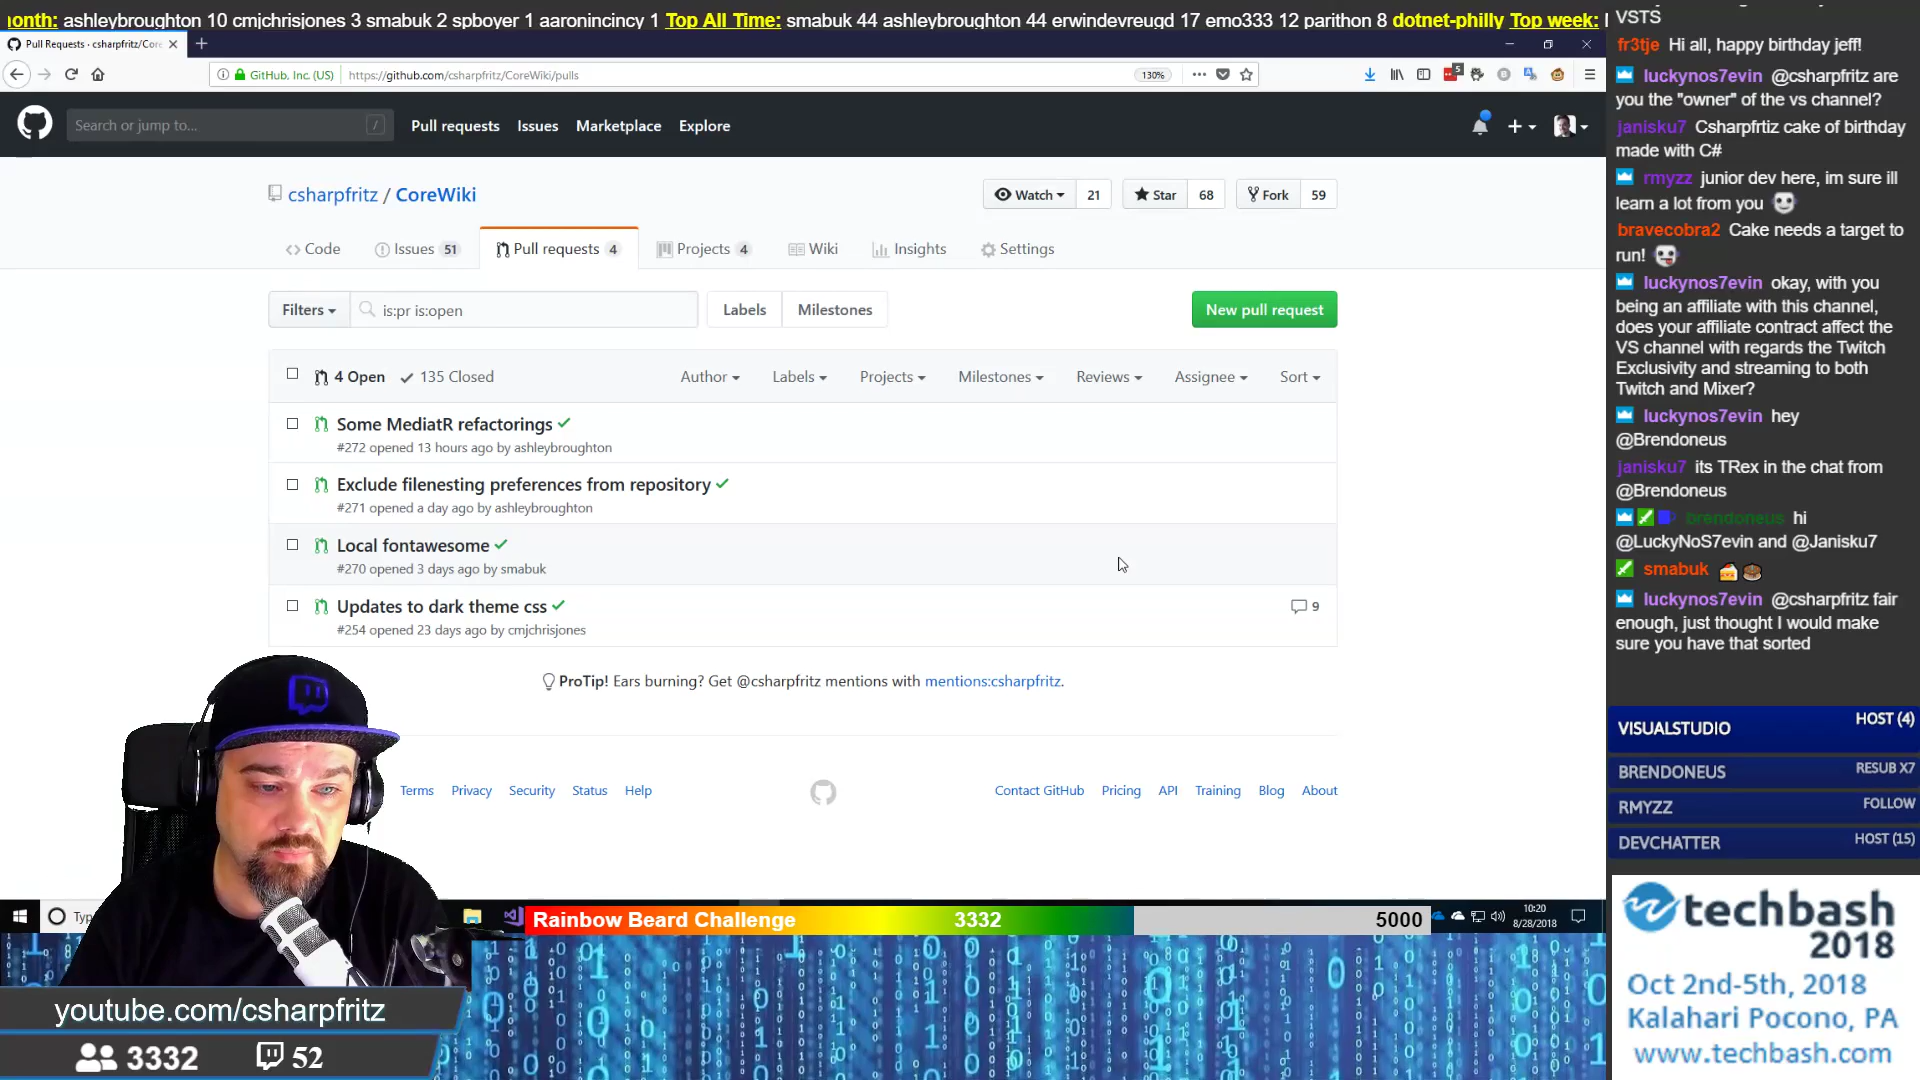 onth: ashleybroughton 10 cmjchrisjones 3 smabuk 2 spboyer 1 aaronincincy 1 Top All Time: smabuk 44 ashleybroughton 44 erwindevreugd 17 emo333 12 parithon 8 dotnet-philly Top week:
Pull Requests · csharpfritz/Core
GitHub, Inc. (US)
https://github.com/csharpfritz/CoreWiki/pulls
130%
5
Search or jump to...
/
Pull requests
Issues
Marketplace
Explore
csharpfritz / CoreWiki
Watch 21
Star 68
Fork 59
Code
Issues 51
Pull requests 4
Projects 4
Wiki
Insights
Settings
Filters
is:pr is:open
Labels
Milestones
New pull request
4 Open
135 Closed
Author
Labels
Projects
Milestones
Reviews
Assignee
Sort
Some MediatR refactorings
#272 opened 13 hours ago by ashleybroughton
Exclude filenesting preferences from repository
#271 opened a day ago by ashleybroughton
Local fontawesome
#270 opened 3 days ago by smabuk
Updates to dark theme css
9
#254 opened 23 days ago by cmjchrisjones
ProTip! Ears burning? Get @csharpfritz mentions with mentions:csharpfritz.
Terms
Privacy
Security
Status
Help
Contact GitHub
Pricing
API
Training
Blog
About
Typ
Rainbow Beard Challenge
3332
5000
10:20
8/28/2018
youtube.com/csharpfritz
3332
52
VSTS
fr3tje Hi all, happy birthday jeff!
luckynos7evin @csharpfritz are
you the "owner" of the vs channel?
janisku7 Csharpfrtiz cake of birthday
made with C#
rmyzz junior dev here, im sure ill
learn a lot from you
bravecobra2 Cake needs a target to
run!
luckynos7evin okay, with you
being an affiliate with this channel,
does your affiliate contract affect the
VS channel with regards the Twitch
Exclusivity and streaming to both
Twitch and Mixer?
luckynos7evin hey
@Brendoneus
janisku7 its TRex in the chat from
@Brendoneus
brendoneus hi
@LuckyNoS7evin and @Janisku7
smabuk
luckynos7evin @csharpfritz fair
enough, just thought I would make
sure you have that sorted
VISUALSTUDIO
HOST (4)
BRENDONEUS
RESUB X7
RMYZZ
FOLLOW
DEVCHATTER
HOST (15)
techbash
2018
Oct 2nd-5th, 2018
Kalahari Pocono, PA
www.techbash.com